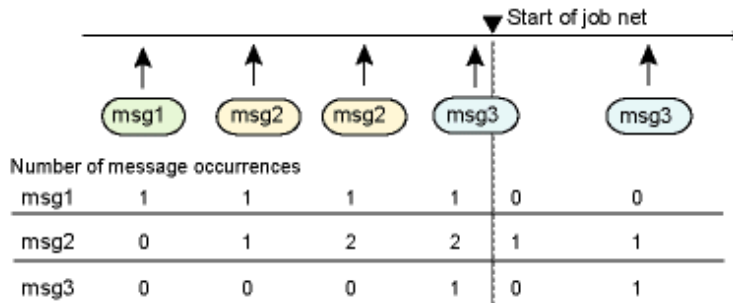 Start of job net
msg1 msg2 msg2 msg3 msg3
Number of message occurrences
msg1 1 1 1 1 0 0
msg2 0 1 2 2 1 1
msg3 0 0 0 1 0 1